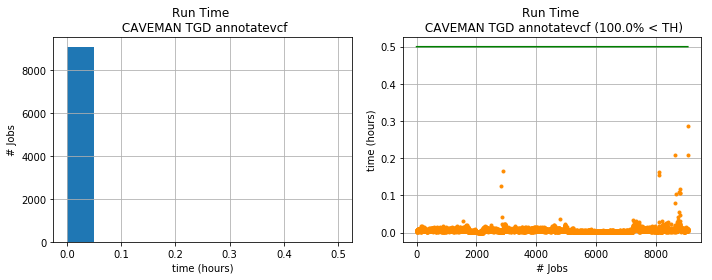 Run Time
CAVEMAN TGD annotatevcf
# Jobs
8000
6000
4000
2000
0
0.0 0.1 0.2 0.3 0.4 0.5
time (hours)
Run Time
CAVEMAN TGD annotatevcf (100.0% < TH)
time (hours)
0.5
0.4
0.3
0.2
0.1
0.0
0 2000 4000 6000 8000
# Jobs